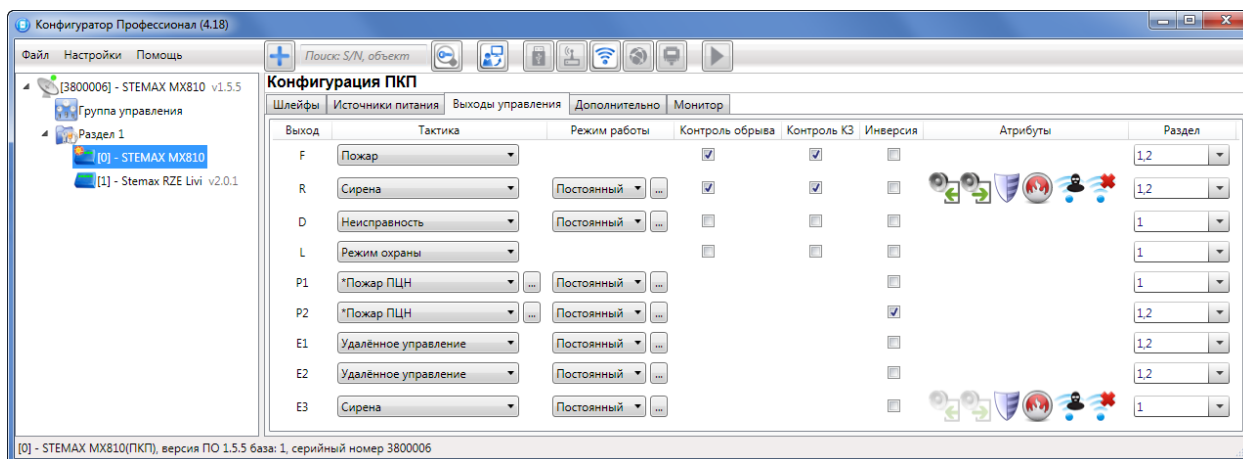 Конфигуратор Профессионал (4.18)
Файл Настройки Помощь
Поиск: S/N, объект
[3800006] - STEMAX MX810 v1.5.5
Группа управления
Раздел 1
[0] - STEMAX MX810
[1] - Stemax RZE Livi v2.0.1
Конфигурация ПКП
Шлейфы Источники питания Выходы управления Дополнительно Монитор
Выход Тактика Режим работы Контроль обрыва Контроль КЗ Инверсия Атрибуты Раздел
F Пожар 1,2
R Сирена Постоянный ... 1,2
D Неисправность Постоянный ... 1
L Режим охраны 1
P1 *Пожар ПЦН ... Постоянный ... 1
P2 *Пожар ПЦН ... Постоянный ... 1,2
E1 Удалённое управление Постоянный ... 1,2
E2 Удалённое управление Постоянный ... 1,2
E3 Сирена Постоянный ... 1
[0] - STEMAX MX810(ПКП), версия ПО 1.5.5 база: 1, серийный номер 3800006